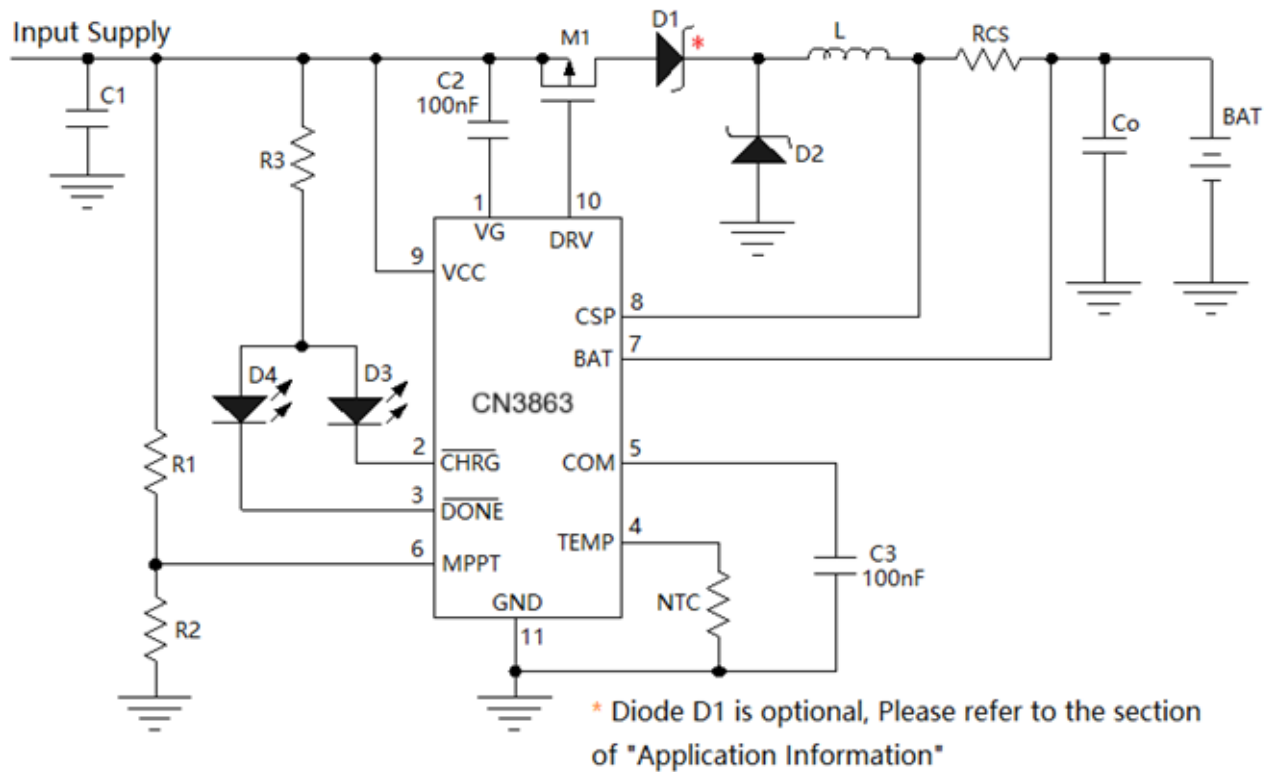 Input Supply
D1
*
L
RCS
M1
C1
C2
100nF
D2
Co
BAT
R3
1
10
VG
DRV
9
VCC
CSP
8
BAT
7
D4
D3
CN3863
2
CHRG
COM
5
R1
3
DONE
TEMP
4
6
MPPT
C3
100nF
NTC
GND
R2
11
* Diode D1 is optional, Please refer to the section
of "Application Information"